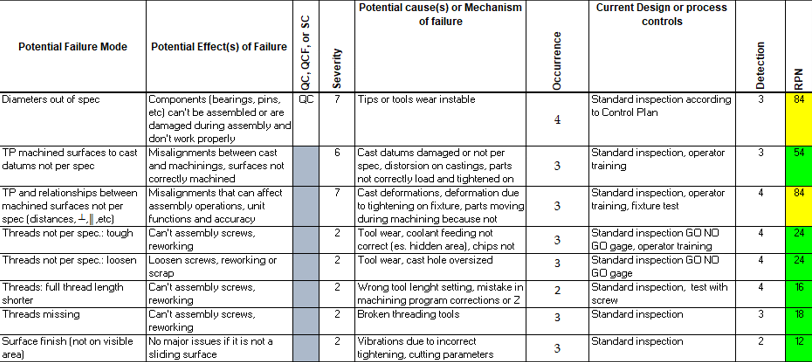 Potential Failure Mode
Potential Effect(s) of Failure
QC, QCF, or SC
Severity
Potential cause(s) or Mechanism
of failure
Occurrence
Current Design or process
controls
Detection
RPN
Diameters out of spec
Components (bearings, pins,
etc) can't be assembled or are
damaged during assembly and
don't work properly
QC
7
Tips or tools wear instable
4
Standard inspection according
to Control Plan
3
84
TP machined surfaces to cast
datums not per spec
Misalignments between cast
and machinings, surfaces not
correctly machined
6
Cast datums damaged or not per
spec, distorsion on castings, parts
not correctly load and tightened on
3
Standard inspection, operator
training
3
54
TP and relationships between
machined surfaces not per
spec (distances, ⊥,∥,etc)
Misalignments that can affect
assembly operations, unit
functions and accuracy
7
Cast deformations, deformation due
to tightening on fixture, parts moving
during machining because not
3
Standard inspection, operator
training, fixture test
4
84
Threads not per spec.: tough
Can't assembly screws,
reworking
2
Tool wear, coolant feeding not
correct (es. hidden area), chips not
3
Standard inspection GO NO
GO gage, operator training
4
24
Threads not per spec.: loosen
Loosen screws, reworking or
scrap
2
Tool wear, cast hole oversized
3
Standard inspection GO NO
GO gage
4
24
Threads: full thread length
shorter
Can't assembly screws,
reworking
2
Wrong tool lenght setting, mistake in
machining program corrections or Z
2
Standard inspection, test with
screw
4
16
Threads missing
Can't assembly screws,
reworking
2
Broken threading tools
3
Standard inspection
3
18
Surface finish (not on visible
area)
No major issues if it is not a
sliding surface
2
Vibrations due to incorrect
tightening, cutting parameters
3
Standard inspection
2
12